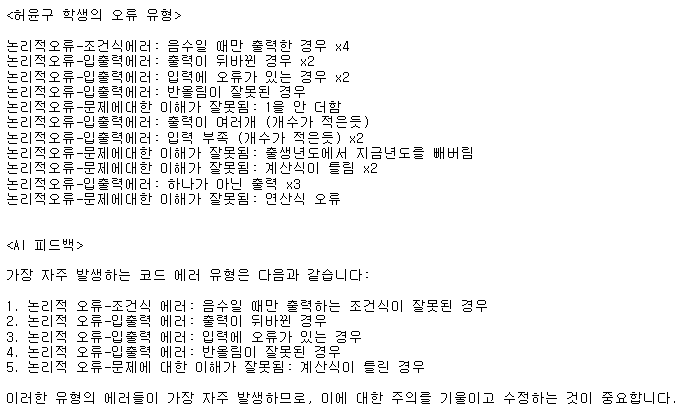 <허윤구 학생의 오류 유형>
논리적오류-조건식에러: 음수일 때만 출력한 경우 x4
논리적오류-입출력에러: 출력이 뒤바뀐 경우 x2
논리적오류-입출력에러: 입력에 오류가 있는 경우 x2
논리적오류-입출력에러: 반올림이 잘못된 경우
논리적오류-문제에대한 이해가 잘못됨: 1을 안 더함
논리적오류-입출력에러: 출력이 여러개 (개수가 적은듯)
논리적오류-입출력에러: 입력 부족 (개수가 적은듯) x2
논리적오류-문제에대한 이해가 잘못됨: 출생년도에서 지금년도를 빼버림
논리적오류-문제에대한 이해가 잘못됨: 계산식이 틀림 x2
논리적오류-입출력에러: 하나가 아닌 출력 x3
논리적오류-문제에대한 이해가 잘못됨: 연산식 오류
<AI 피드백>
가장 자주 발생하는 코드 에러 유형은 다음과 같습니다:
1. 논리적 오류-조건식 에러: 음수일 때만 출력하는 조건식이 잘못된 경우
2. 논리적 오류-입출력 에러: 출력이 뒤바뀐 경우
3. 논리적 오류-입출력 에러: 입력에 오류가 있는 경우
4. 논리적 오류-입출력 에러: 반올림이 잘못된 경우
5. 논리적 오류-문제에 대한 이해가 잘못됨: 계산식이 틀린 경우
이러한 유형의 에러들이 가장 자주 발생하므로, 이에 대한 주의를 기울이고 수정하는 것이 중요합니다.